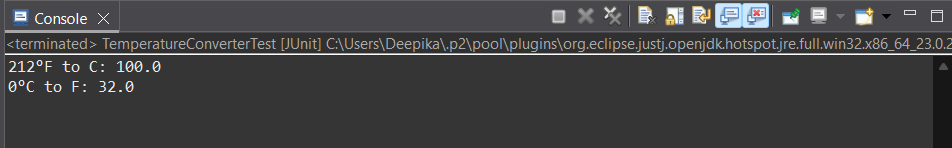 Console
<terminated> TemperatureConverterTest [JUnit] C:\Users\Deepika\.p2\pool\plugins\org.eclipse.justj.openjdk.hotspot.jre.full.win32.x86_64_23.0.2
212°F to C: 100.0
0°C to F: 32.0